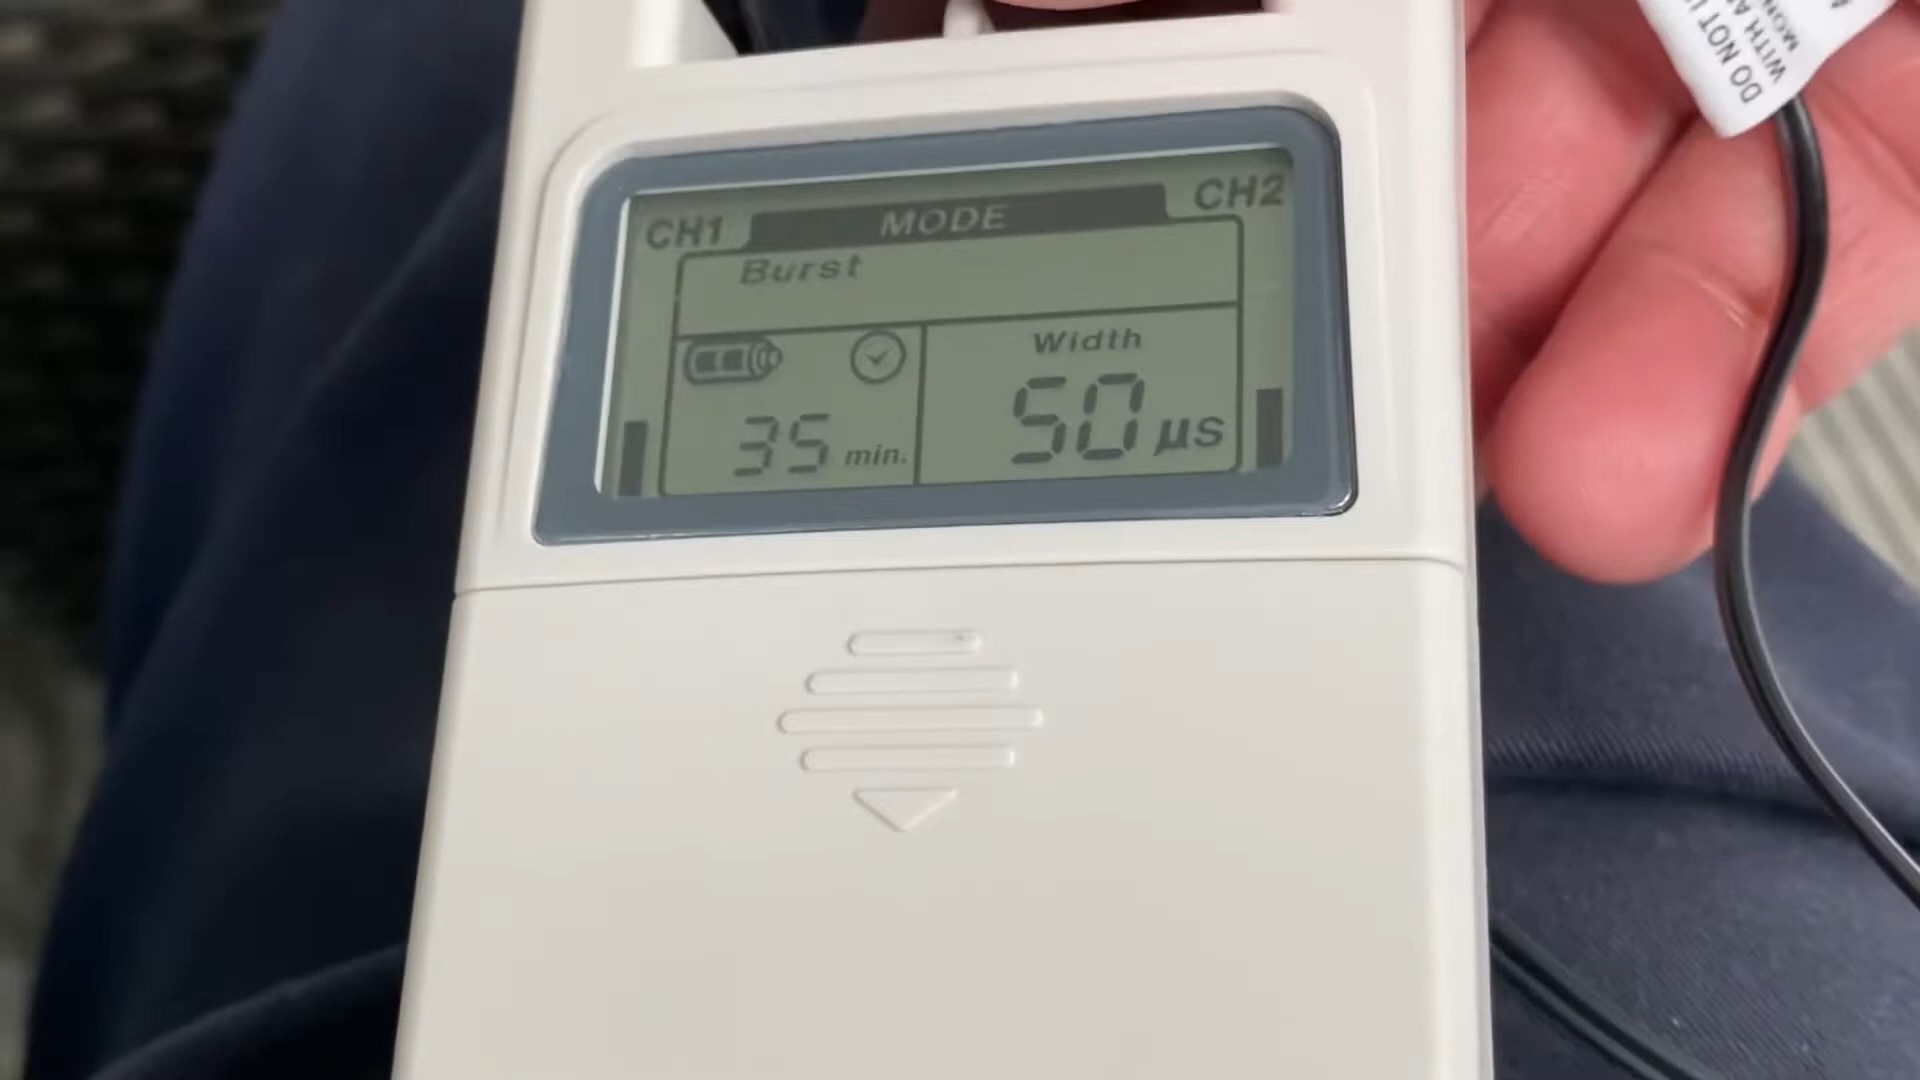 DO NOT
WITH
CH1 MODE CH2
Burst
Width
35 min. 50 µs